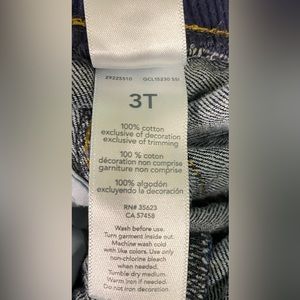 29225510 GCL15230 SSI
3T
100% cotton
exclusive of decoration
exclusive of trimming
100 % coton
décoration non comprise
garniture non comprise
100% algodón
excluyendo la decoración
RN# 35623
CA 57458
Wash before use.
Turn garment inside out.
Machine wash cold
with like colors. Use only
non-chlorine bleach
when needed.
Tumble dry medium.
Warm iron if needed.
Do not iron decoration.